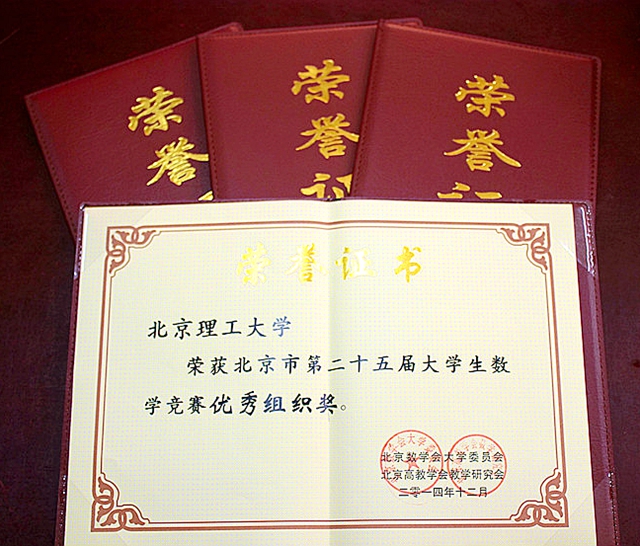 荣誉
荣誉证
荣誉证
荣誉证书
北京理工大学
荣获北京市第二十五届大学生数
学竞赛优秀组织奖。
北京数学会大学委员会
北京高教学会数学研究会
二零一四年十二月